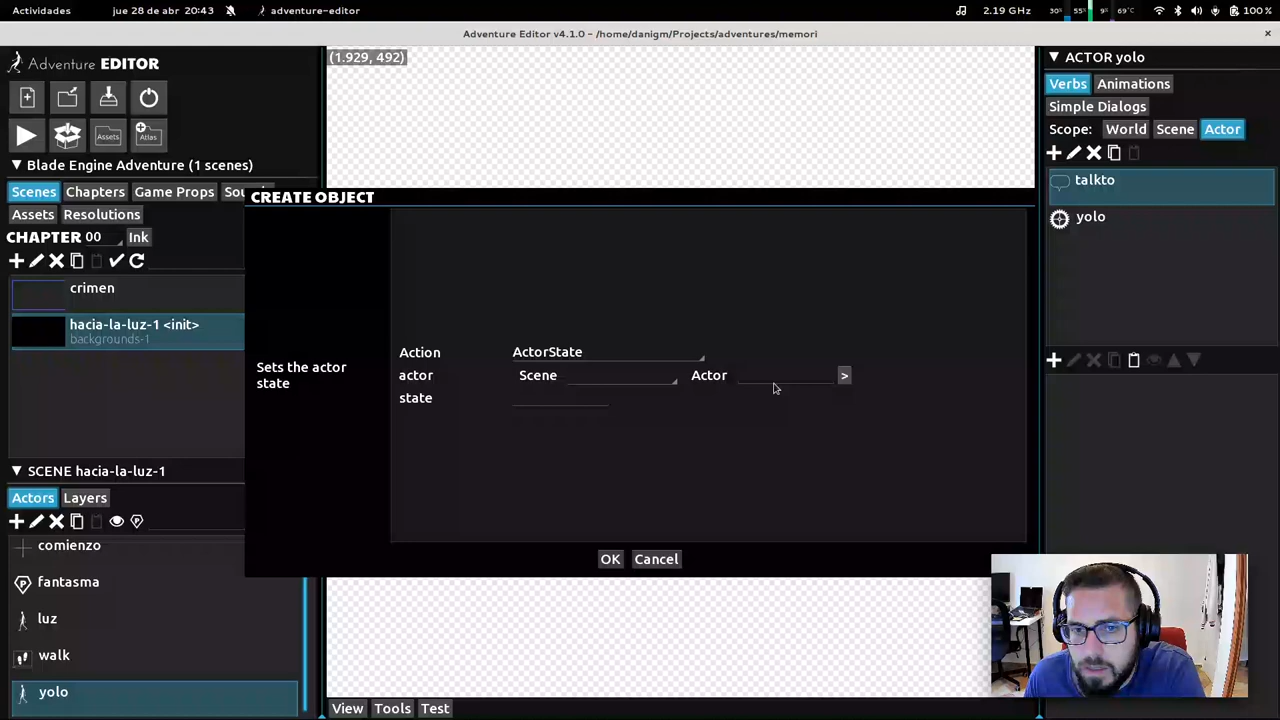 Actividades
jue 28 de abr 20:43
adventure-editor
2.19 GHz
30%
55%
9%
69°C
100 %
Adventure Editor v4.1.0 - /home/danigm/Projects/adventures/memori
Adventure EDITOR
Assets
Atlas
Blade Engine Adventure (1 scenes)
Scenes Chapters Game Props
Assets Resolutions
CHAPTER 00 Ink
crimen
hacia-la-luz-1 <init>
backgrounds-1
SCENE hacia-la-luz-1
Actors Layers
comienzo
fantasma
luz
walk
yolo
(1.929, 492)
CREATE OBJECT
Sets the actor
state
Action ActorState
actor Scene Actor >
state
OK Cancel
View Tools Test
ACTOR yolo
Verbs Animations
Simple Dialogs
Scope: World Scene Actor
talkto
yolo